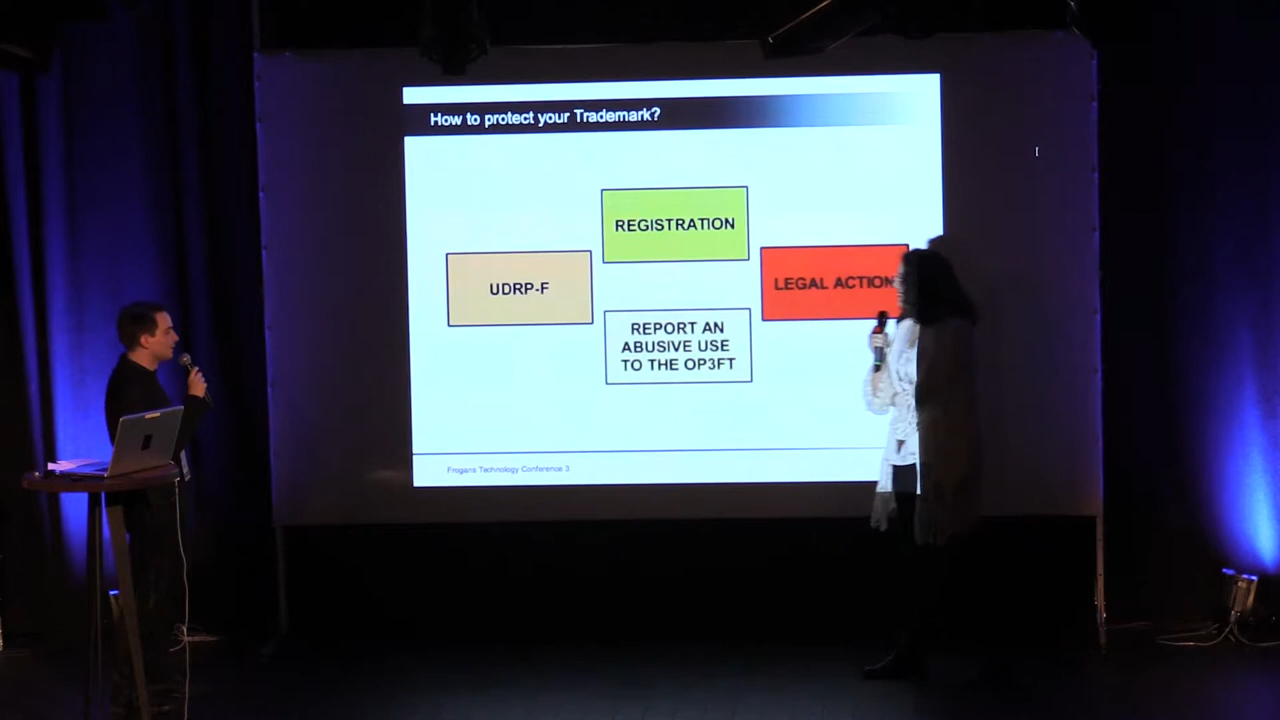 How to protect your Trademark?
REGISTRATION
UDRP-F
LEGAL ACTION
REPORT AN
ABUSIVE USE
TO THE OP3FT
Frogans Technology Conference 3